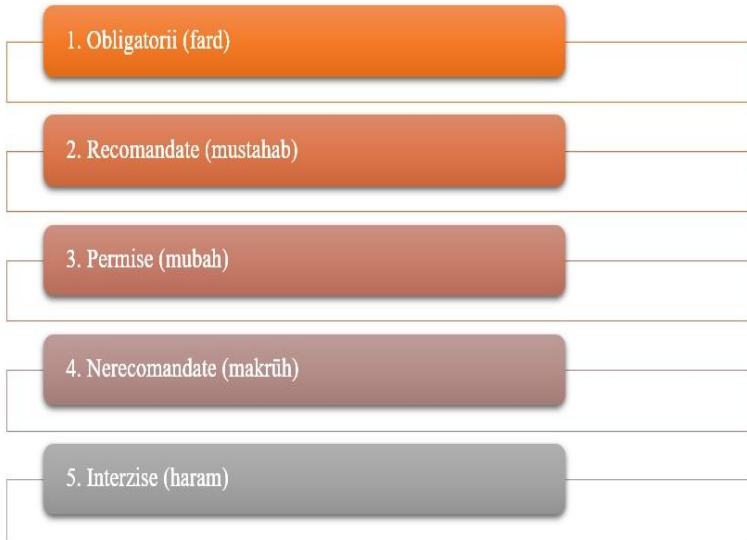 1. Obligatorii (fard)
2. Recomandate (mustahab)
3. Permise (mubah)
4. Nerecomandate (makrūh)
5. Interzise (haram)